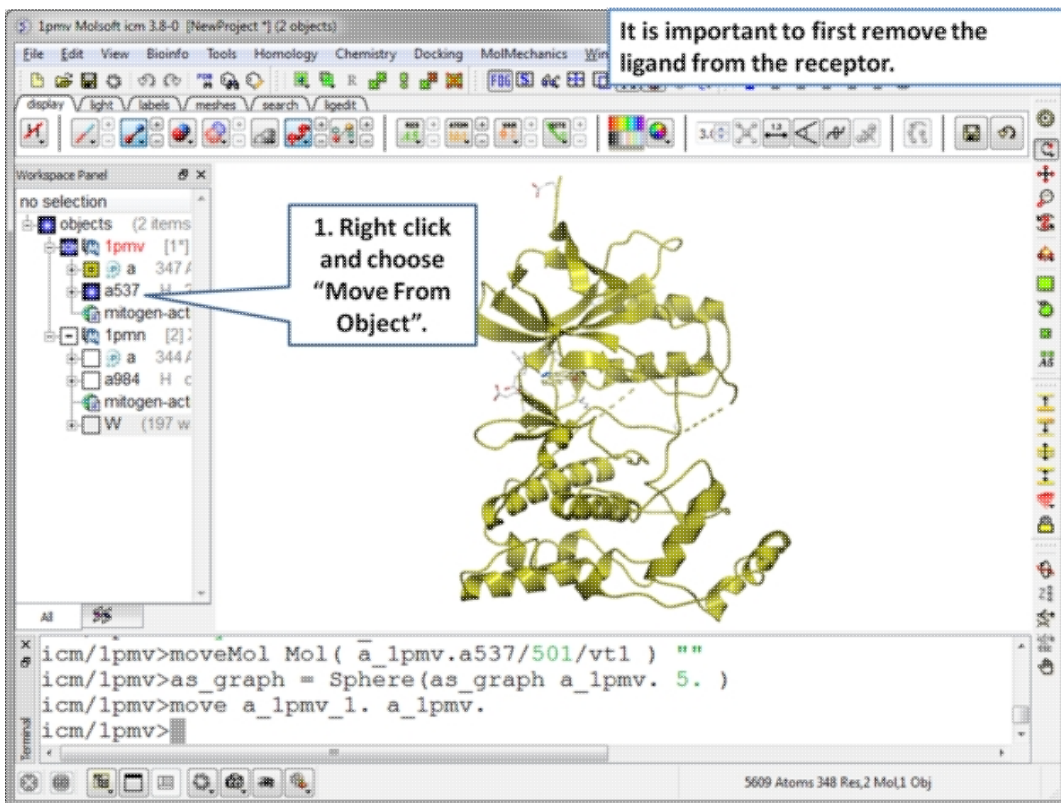 1pmv Molsoft icm 3.8-0 [NewProject *] (2 objects)
It is important to first remove the
ligand from the receptor.
File Edit View Bioinfo Tools Homology Chemistry Docking MolMechanics
display light labels meshes search ligedit
Workspace Panel
no selection
objects (2 items
1pmv [1*]
a 347
a537 H
mitogen-act
1pmn [2]
a 344
a984 H
mitogen-act
W (197 w
1. Right click
and choose
“Move From
Object”.
All
icm/1pmv>moveMol Mol( a_1pmv.a537/501/vt1 ) ""
icm/1pmv>as_graph = Sphere(as_graph a_1pmv. 5. )
icm/1pmv>move a_1pmv_1. a_1pmv.
icm/1pmv>
Terminal
5609 Atoms 348 Res,2 Mol,1 Obj